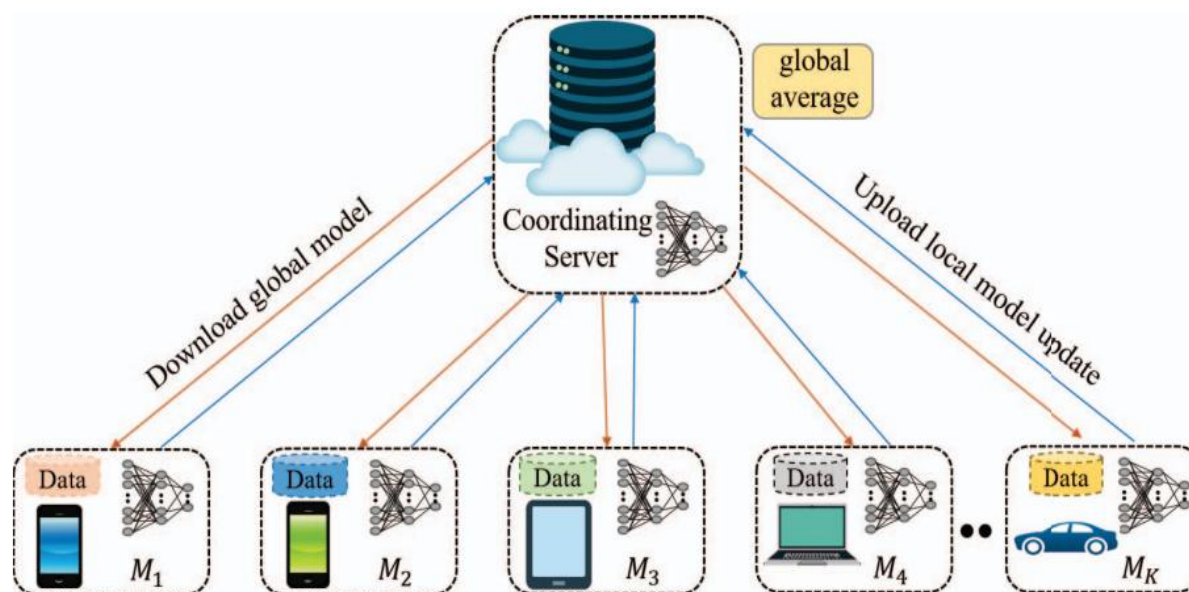 global
average
Coordinating
Server
Download global model
Upload local model update
Data
M₁
Data
M₂
Data
M₃
Data
M₄
Data
M_K